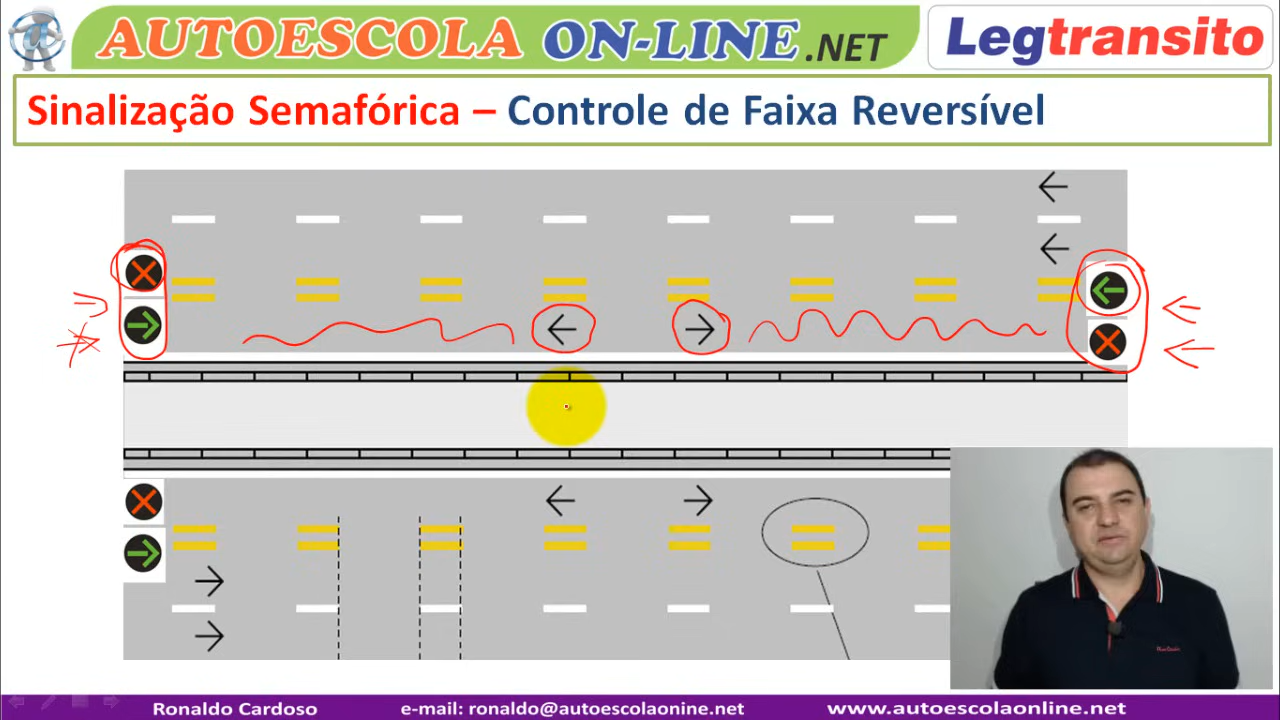 AUTOESCOLA ON-LINE.NET
Legtransito
Sinalização Semafórica – Controle de Faixa Reversível
Ronaldo Cardoso e-mail: ronaldo@autoescolaonine.net www.autoescolaonline.net